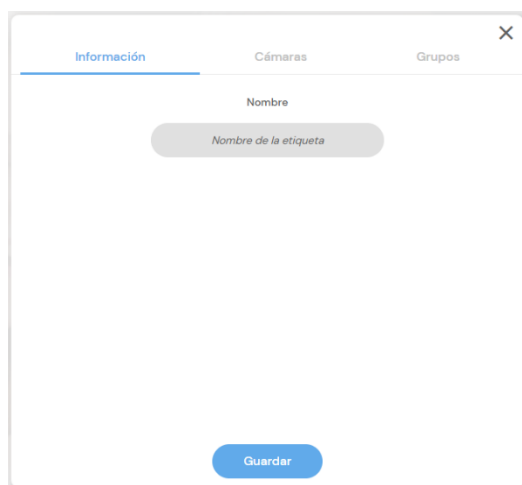 Información Cámaras Grupos
Nombre
Nombre de la etiqueta
Guardar